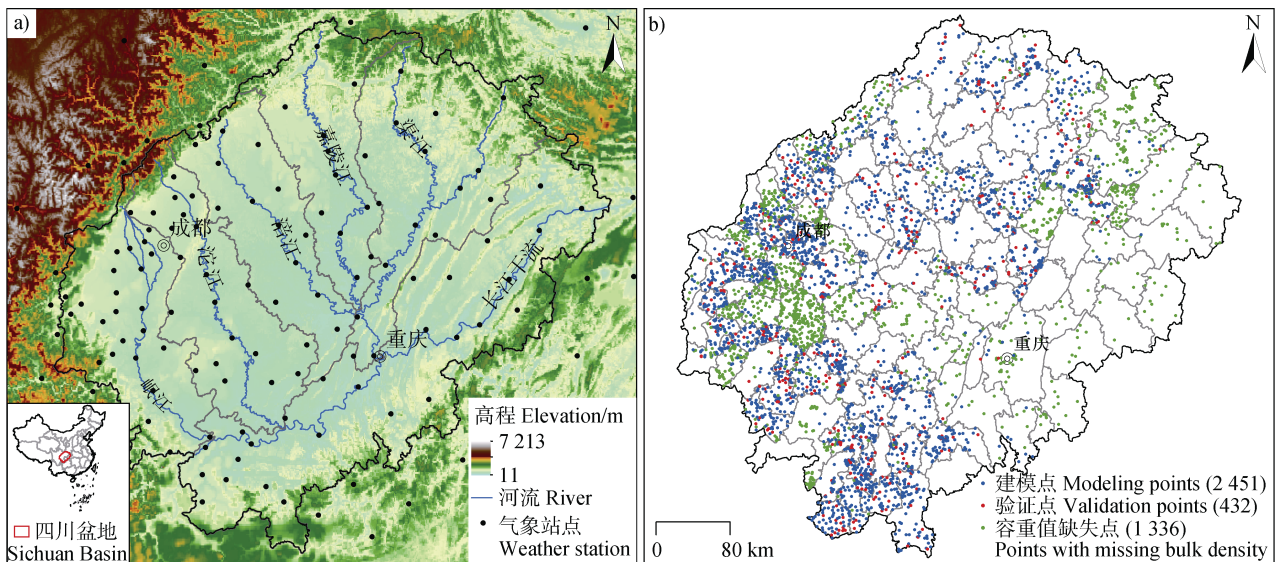 a)
N
嘉陵江
渠江
成都
涪江
沱江
长江干流
重庆
岷江
高程 Elevation/m
7 213
11
河流 River
气象站点
Weather station
四川盆地
Sichuan Basin
b)
N
成都
重庆
建模点 Modeling points (2 451)
验证点 Validation points (432)
容重值缺失点 (1 336)
Points with missing bulk density
0 80 km